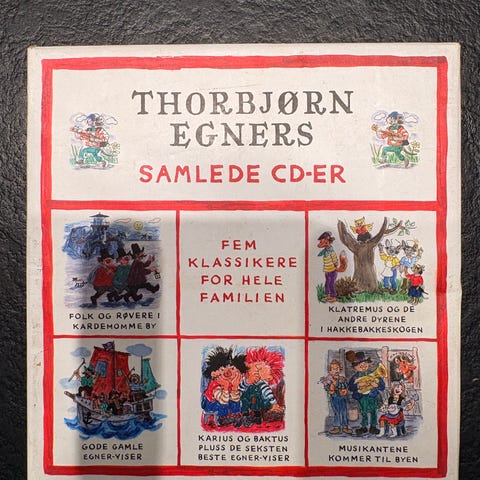 THORBJØRN
EGNERS
SAMLEDE CD-ER
FEM
KLASSIKERE
FOR HELE
FAMILIEN
FOLK OG RØVERE I
KARDEMOMME BY
KLATREMUS OG DE
ANDRE DYRENE
I HAKKEBAKKESKOGEN
GODE GAMLE
EGNER-VISER
KARIUS OG BAKTUS
PLUSS DE SEKSTEN
BESTE EGNER-VISER
MUSIKANTENE
KOMMER TIL BYEN